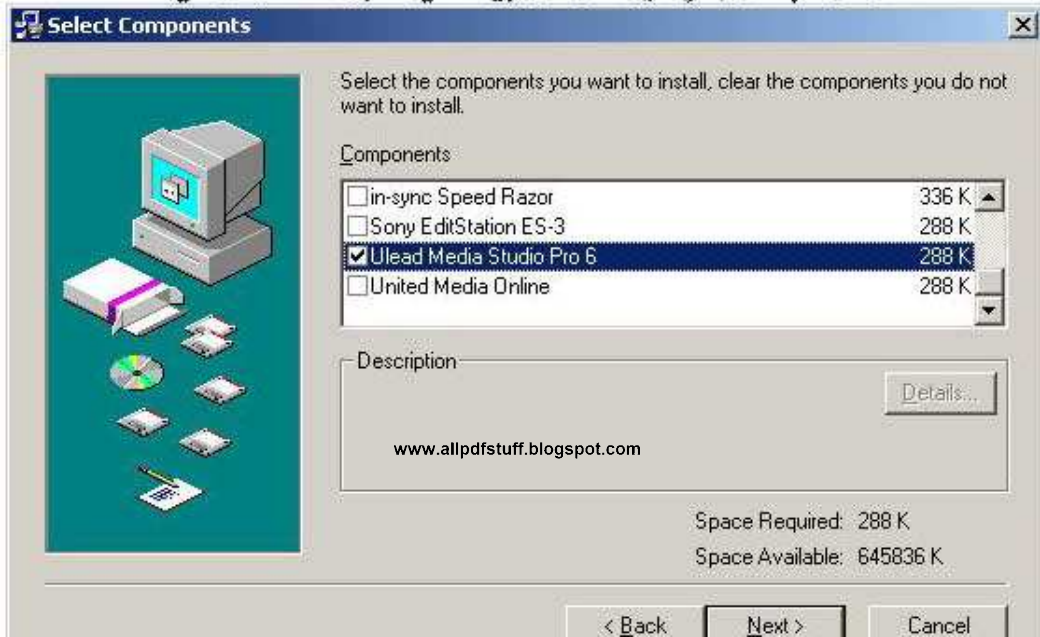 Select Components
Select the components you want to install, clear the components you do not
want to install.
Components
in-sync Speed Razor 336 K
Sony EditStation ES-3 288 K
Ulead Media Studio Pro 6 288 K
United Media Online 288 K
Description
Details...
www.allpdfstuff.blogspot.com
Space Required: 288 K
Space Available: 645836 K
< Back Next > Cancel